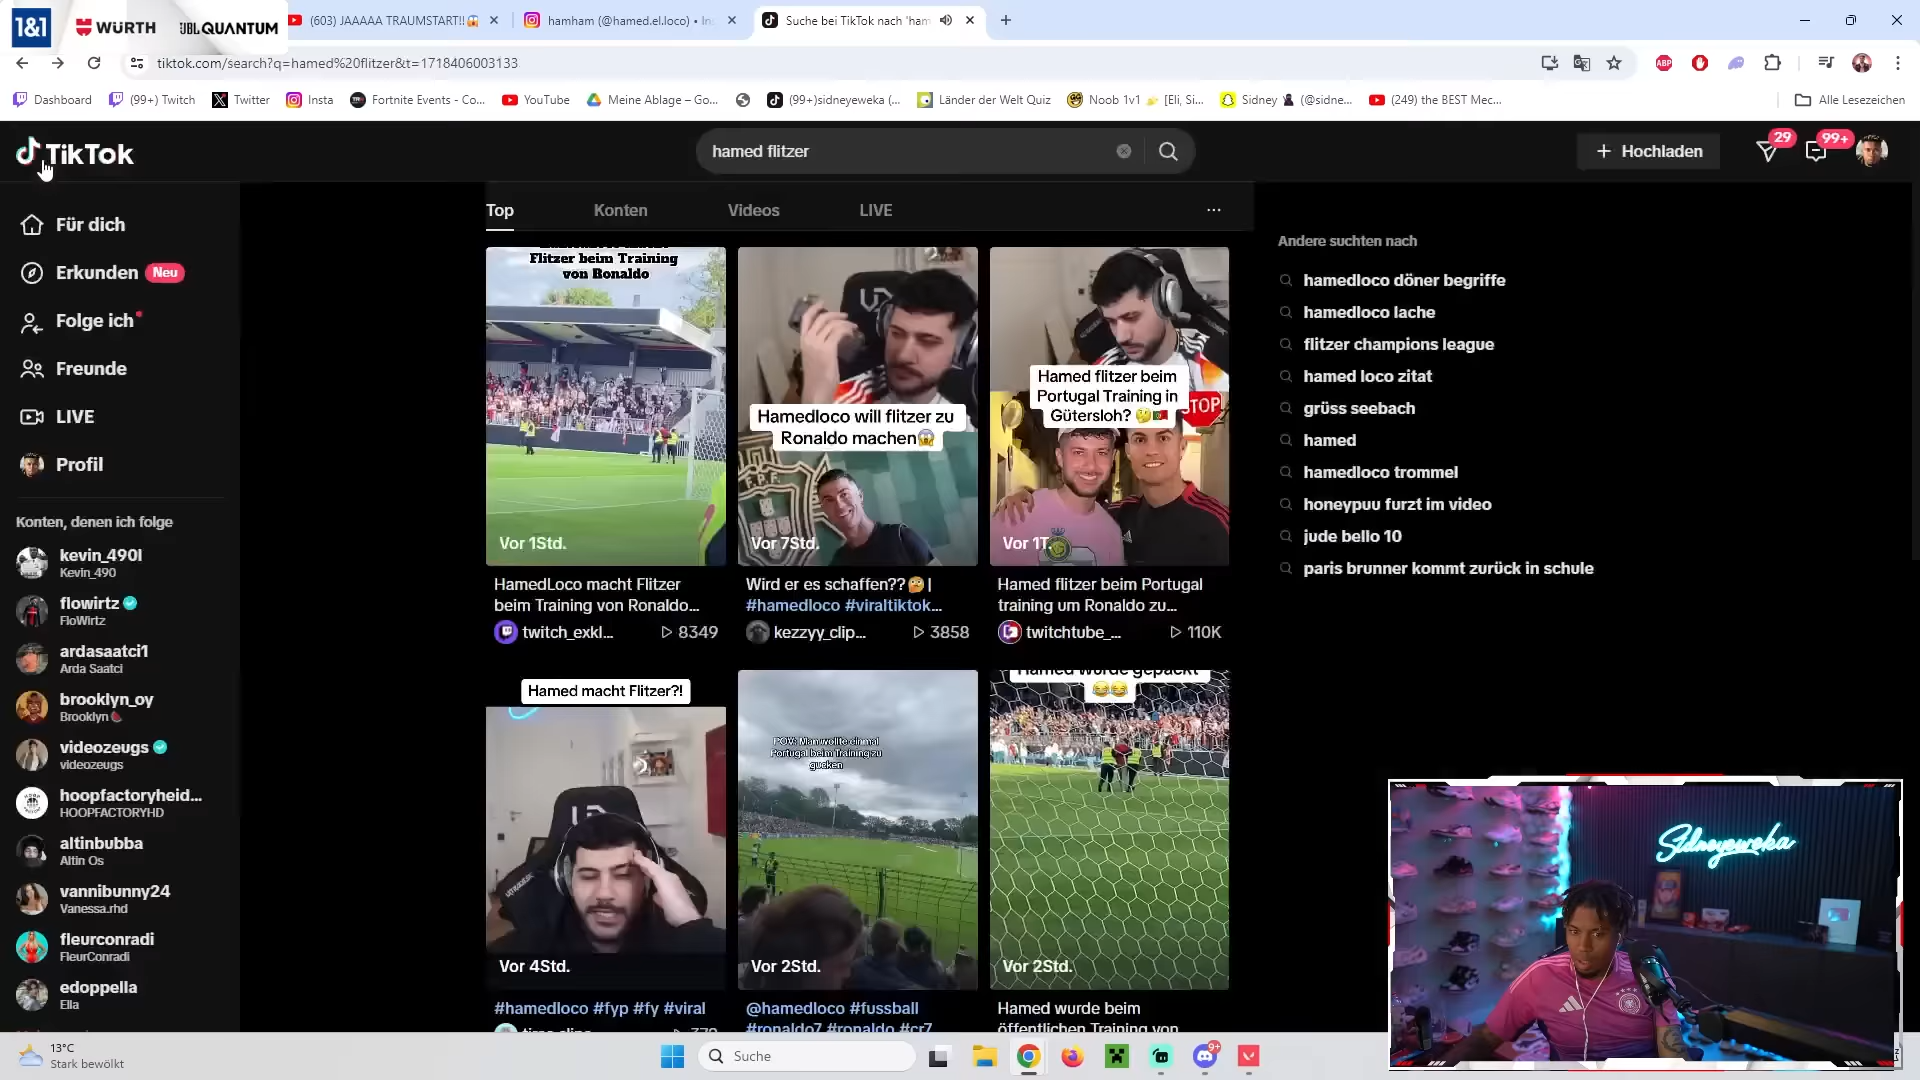 1&1
WÜRTH
JBL QUANTUM
(603) JAAAAA TRAUMSTART!!😱
hamham (@hamed.el.loco) • In
Suche bei TikTok nach 'ham
tiktok.com/search?q=hamed%20flitzer&t=1718406003133
ABP
Dashboard
(99+) Twitch
Twitter
Insta
Fortnite Events - Co...
YouTube
Meine Ablage – Go...
(99+)sidneyeweka (...
Länder der Welt Quiz
Noob 1v1 ⭐ [Eli, Si...
Sidney (@sidne...
(249) the BEST Mec...
Alle Lesezeichen
TikTok
hamed flitzer
+ Hochladen
29
99+
Für dich
Erkunden Neu
Folge ich
Freunde
LIVE
Profil
Konten, denen ich folge
kevin_490l
Kevin_490
flowirtz
FloWirtz
ardasaatci1
Arda Saatci
brooklyn_oy
Brooklyn🍉
videozeugs
videozeugs
hoopfactoryheid...
HOOPFACTORYHD
altinbubba
Altin Os
vannibunny24
Vanessa.rhd
fleurconradi
FleurConradi
edoppella
Ella
Top
Konten
Videos
LIVE
...
Flitzer beim Training
von Ronaldo
Vor 1Std.
HamedLoco macht Flitzer
beim Training von Ronaldo...
twitch_exkl...
8349
Hamedloco will flitzer zu
Ronaldo machen😱
F.P.F.
Vor 7Std.
Wird er es schaffen??🤔|
#hamedloco #viraltiktok...
kezzyy_clip...
3858
Hamed flitzer beim
Portugal Training in
Gütersloh? 🤔🇵🇹
STOP
Vor 1T.
Hamed flitzer beim Portugal
training um Ronaldo zu...
twitchtube_...
110K
Hamed macht Flitzer?!
Vor 4Std.
#hamedloco #fyp #fy #viral
POV: Man wollte einmal
Portugal beim Training zu
gucken
Vor 2Std.
@hamedloco #fussball
#ronaldo7 #ronaldo #cr7
Hamed wurde gepackt
😂😂
Vor 2Std.
Hamed wurde beim
öffentlichen Training von
Andere suchten nach
hamedloco döner begriffe
hamedloco lache
flitzer champions league
hamed loco zitat
grüss seebach
hamed
hamedloco trommel
honeypuu furzt im video
jude bello 10
paris brunner kommt zurück in schule
Sidneyeweka
13°C
Stark bewölkt
Suche
9+